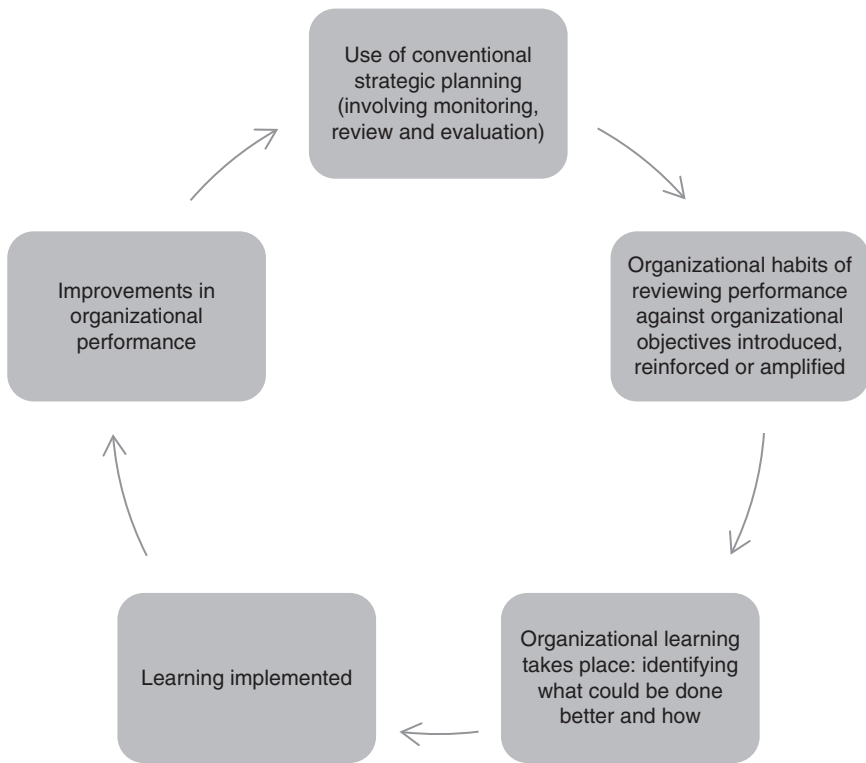 Use of conventional
strategic planning
(involving monitoring,
review and evaluation)
Organizational habits of
reviewing performance
against organizational
objectives introduced,
reinforced or amplified
Organizational learning
takes place: identifying
what could be done
better and how
Learning implemented
Improvements in
organizational
performance